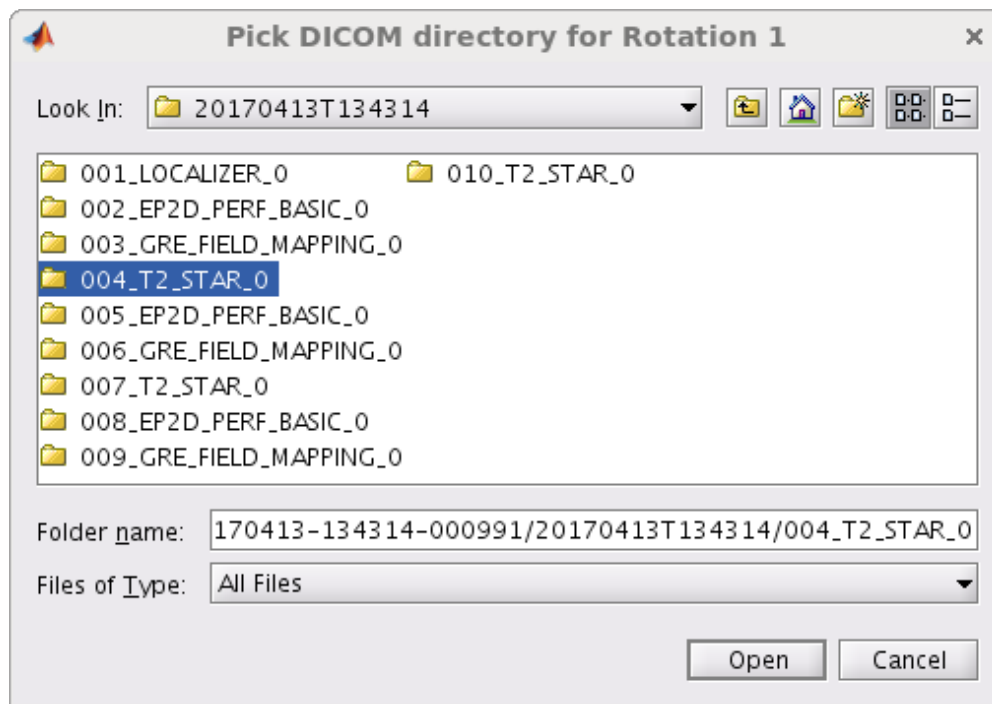 Pick DICOM directory for Rotation 1
Look In: 20170413T134314
001_LOCALIZER_0
002_EP2D_PERF_BASIC_0
003_GRE_FIELD_MAPPING_0
004_T2_STAR_0
005_EP2D_PERF_BASIC_0
006_GRE_FIELD_MAPPING_0
007_T2_STAR_0
008_EP2D_PERF_BASIC_0
009_GRE_FIELD_MAPPING_0
010_T2_STAR_0
Folder name: 170413-134314-000991/20170413T134314/004_T2_STAR_0
Files of Type: All Files
Open Cancel